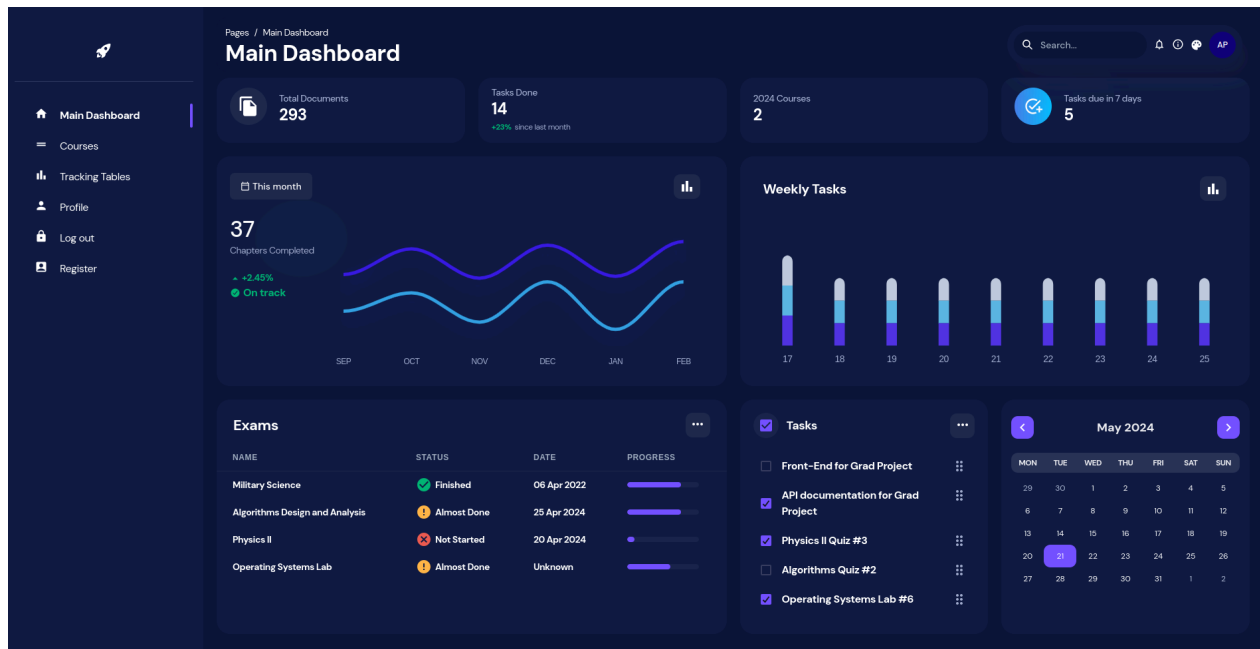 Pages / Main Dashboard
Main Dashboard
Search...
AP
Main Dashboard
Courses
Tracking Tables
Profile
Log out
Register
Total Documents
293
Tasks Done
14
+23% since last month
2024 Courses
2
Tasks due in 7 days
5
This month
37
Chapters Completed
+2.45%
On track
SEP OCT NOV DEC JAN FEB
Weekly Tasks
17 18 19 20 21 22 23 24 25
Exams
NAME STATUS DATE PROGRESS
Military Science Finished 06 Apr 2022
Algorithms Design and Analysis Almost Done 25 Apr 2024
Physics II Not Started 20 Apr 2024
Operating Systems Lab Almost Done Unknown
Tasks
Front-End for Grad Project
API documentation for Grad
Project
Physics II Quiz #3
Algorithms Quiz #2
Operating Systems Lab #6
May 2024
MON TUE WED THU FRI SAT SUN
29 30 1 2 3 4 5
6 7 8 9 10 11 12
13 14 15 16 17 18 19
20 21 22 23 24 25 26
27 28 29 30 31 1 2